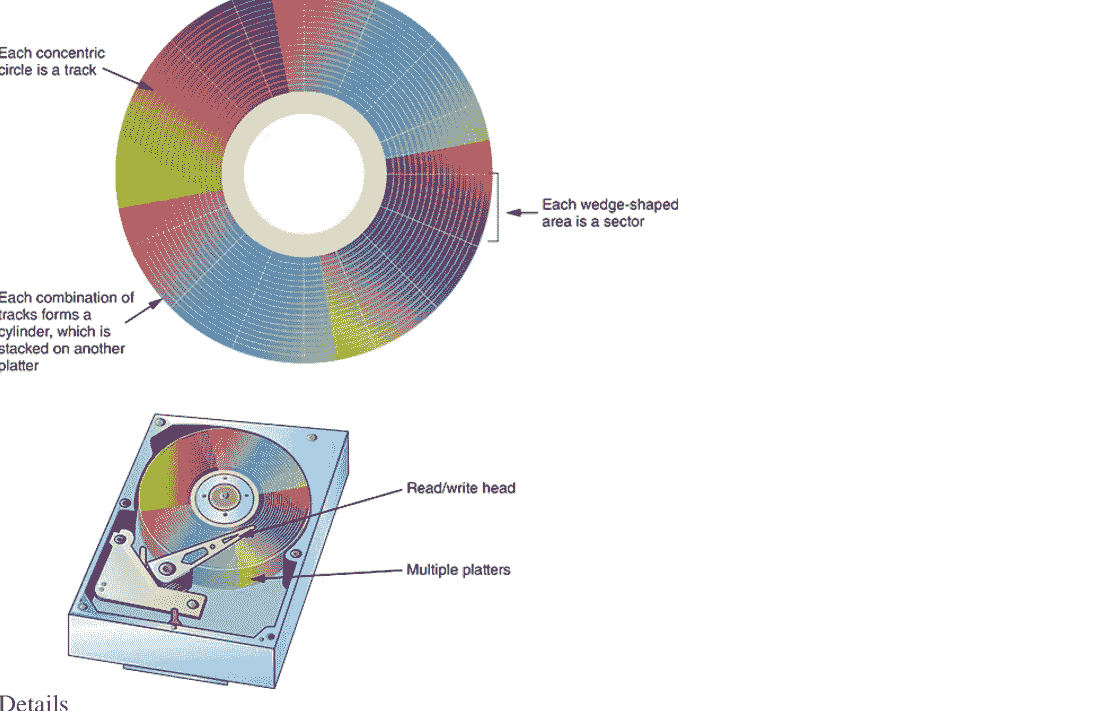 Each concentric
circle is a track
Each wedge-shaped
area is a sector
Each combination of
tracks forms a
cylinder, which is
stacked on another
platter
Read/write head
Multiple platters
Details